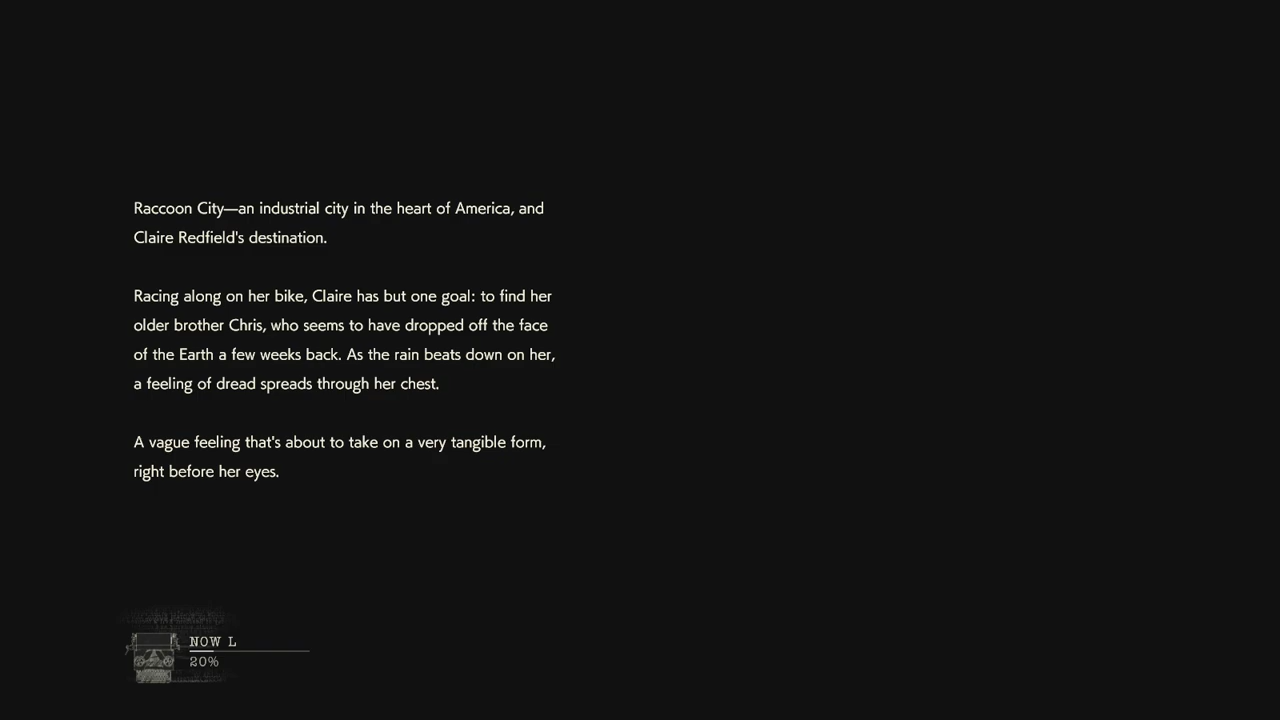 Raccoon City—an industrial city in the heart of America, and
Claire Redfield's destination.
Racing along on her bike, Claire has but one goal: to find her
older brother Chris, who seems to have dropped off the face
of the Earth a few weeks back. As the rain beats down on her,
a feeling of dread spreads through her chest.
A vague feeling that's about to take on a very tangible form,
right before her eyes.
NOW L
20%